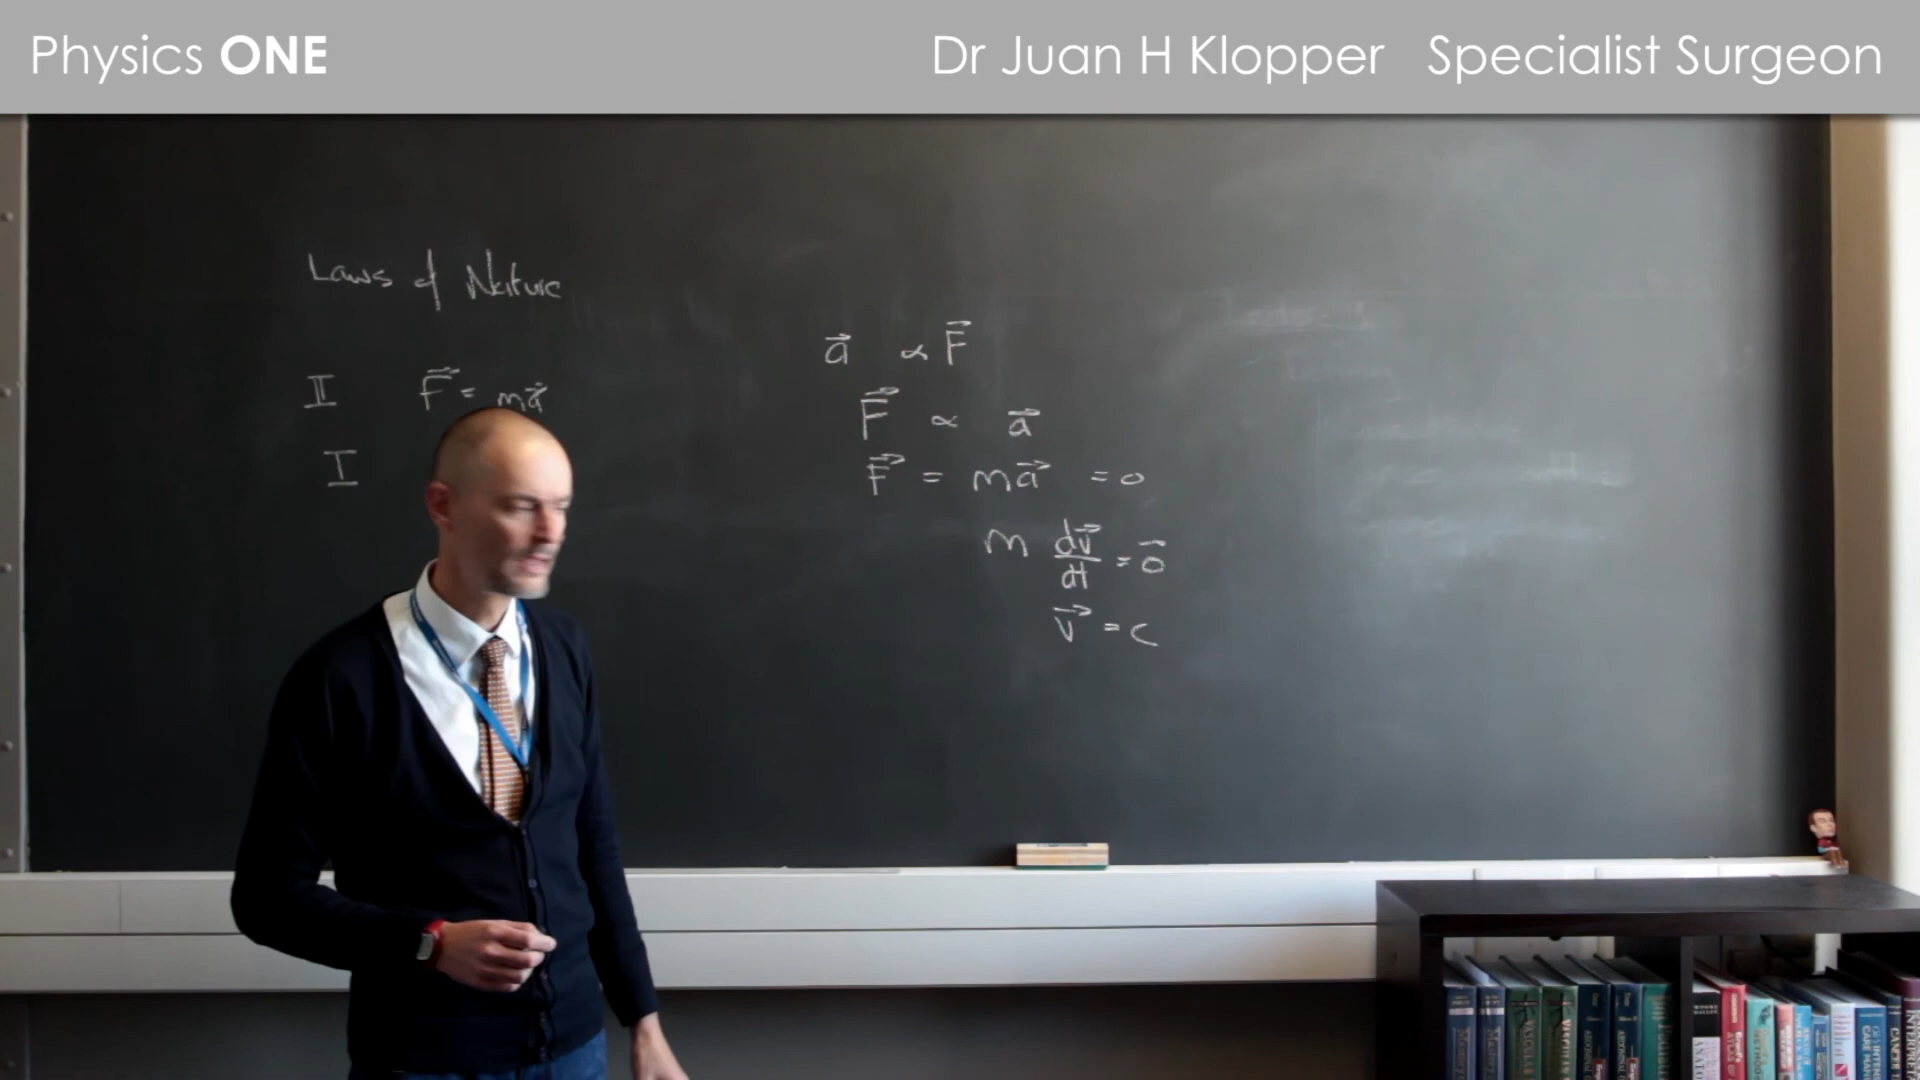 Physics ONE
Dr Juan H Klopper Specialist Surgeon
Laws of Nature
II F⃗ = ma⃗
I
a⃗ ∝ F⃗
F⃗ ∝ a⃗
F⃗ = ma⃗ = 0
m dv⃗/dt = 0⃗
v⃗ = c